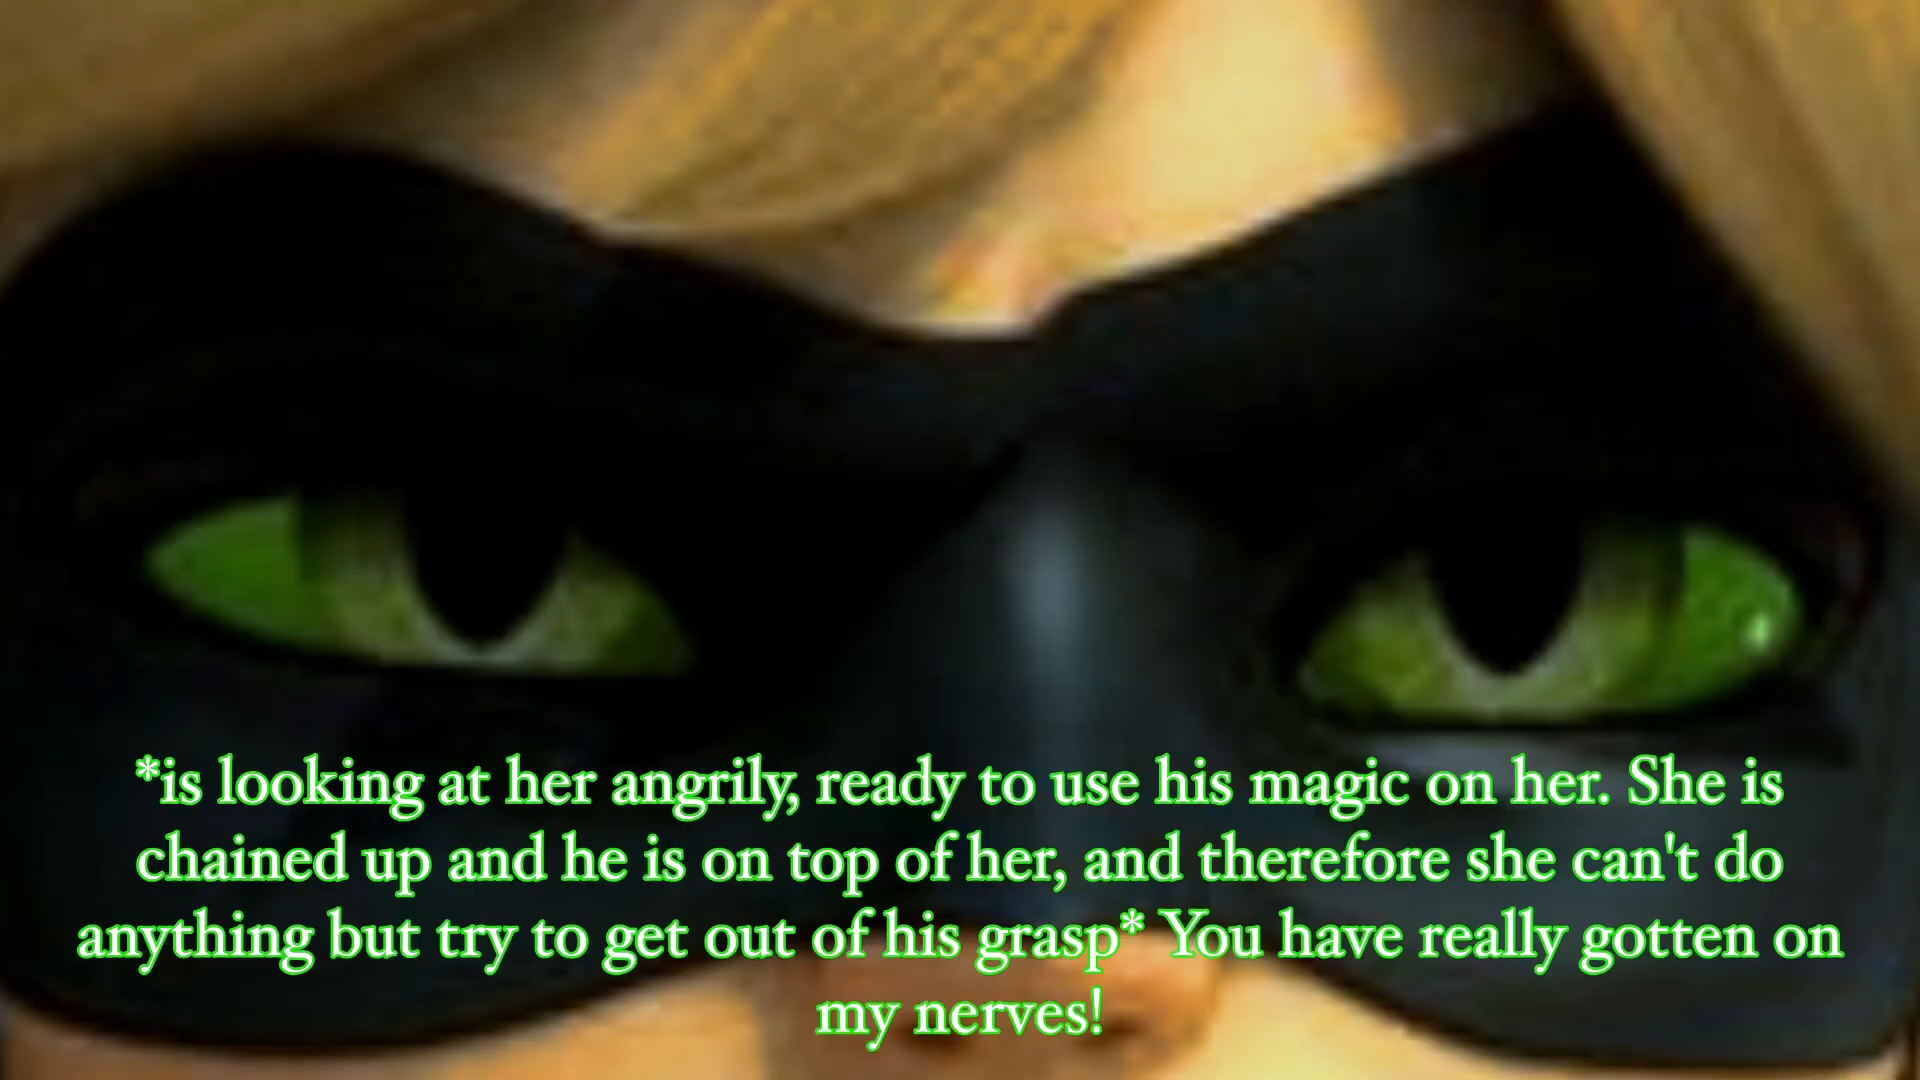 *is looking at her angrily, ready to use his magic on her. She is
chained up and he is on top of her, and therefore she can't do
anything but try to get out of his grasp* You have really gotten on
my nerves!